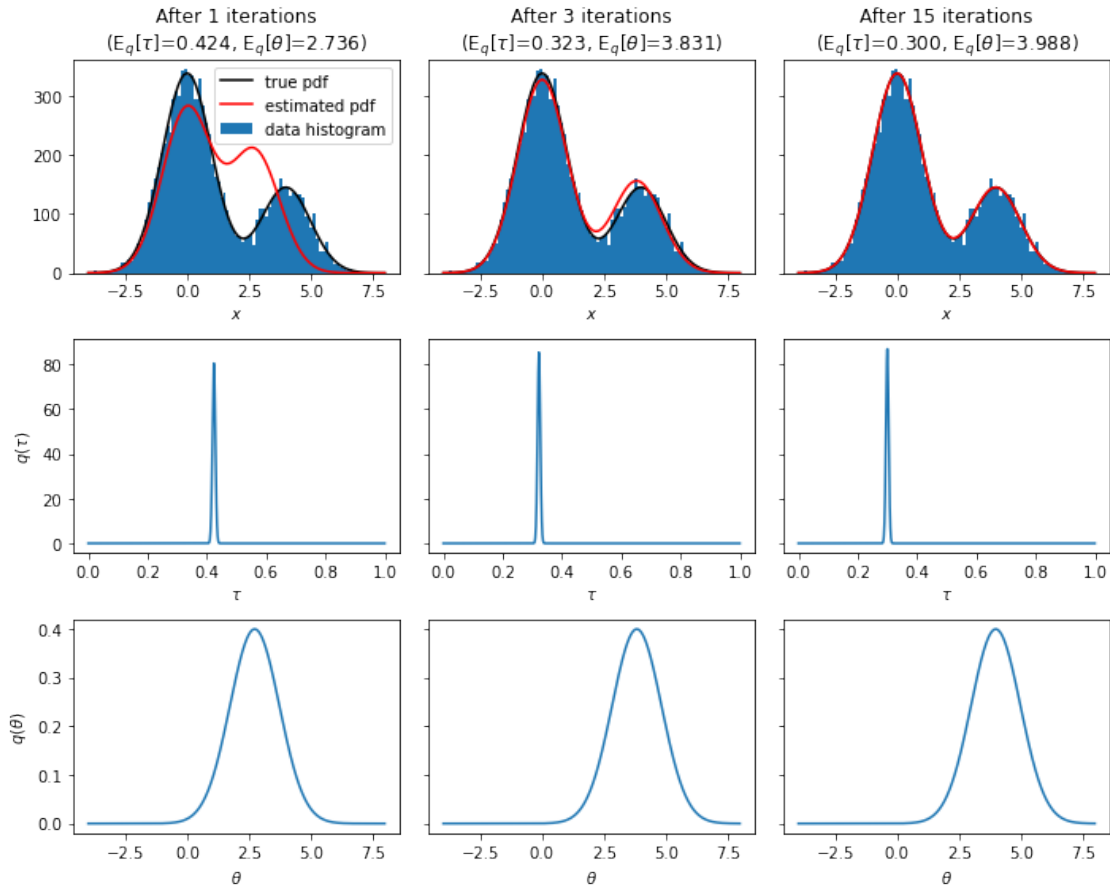 After 1 iterations
(E_q[τ]=0.424, E_q[θ]=2.736)
After 3 iterations
(E_q[τ]=0.323, E_q[θ]=3.831)
After 15 iterations
(E_q[τ]=0.300, E_q[θ]=3.988)
true pdf
estimated pdf
data histogram
300
200
100
0
−2.5 0.0 2.5 5.0 7.5
x
−2.5 0.0 2.5 5.0 7.5
x
−2.5 0.0 2.5 5.0 7.5
x
q(τ)
80
60
40
20
0
0.0 0.2 0.4 0.6 0.8 1.0
τ
0.0 0.2 0.4 0.6 0.8 1.0
τ
0.0 0.2 0.4 0.6 0.8 1.0
τ
q(θ)
0.4
0.3
0.2
0.1
0.0
−2.5 0.0 2.5 5.0 7.5
θ
−2.5 0.0 2.5 5.0 7.5
θ
−2.5 0.0 2.5 5.0 7.5
θ